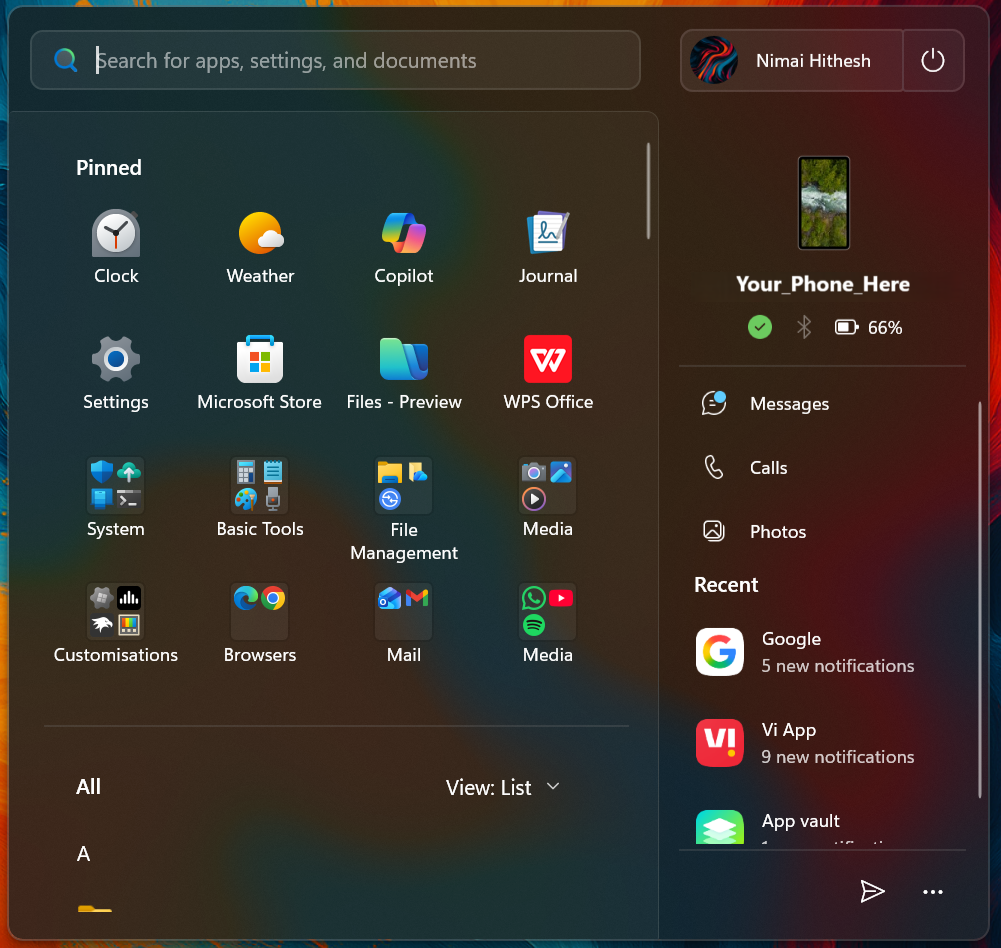 Search for apps, settings, and documents
Nimai Hithesh
Pinned
Clock
Weather
Copilot
Journal
Settings
Microsoft Store
Files - Preview
WPS Office
System
Basic Tools
File
Management
Media
Customisations
Browsers
Mail
Media
All
View: List
A
Your_Phone_Here
66%
Messages
Calls
Photos
Recent
Google
5 new notifications
Vi App
9 new notifications
App vault